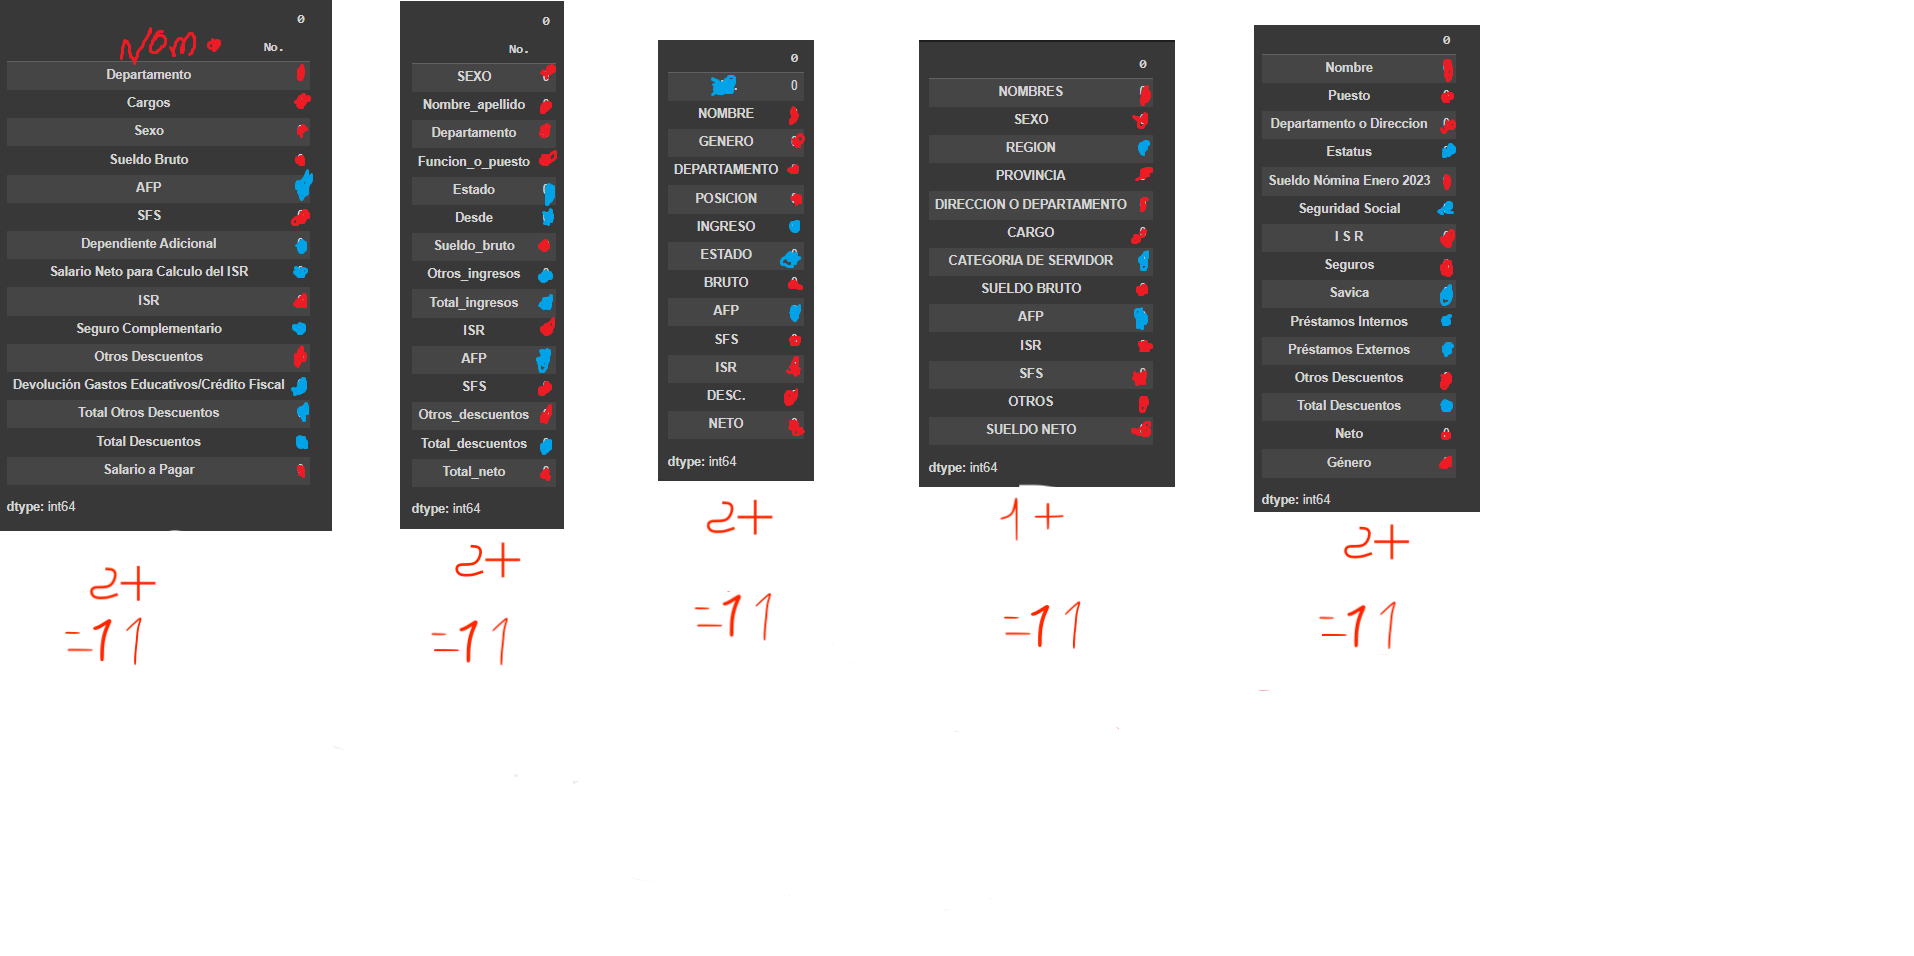 0
Nom.
No.
Departamento
Cargos
Sexo
Sueldo Bruto
AFP
SFS
Dependiente Adicional
Salario Neto para Calculo del ISR
ISR
Seguro Complementario
Otros Descuentos
Devolución Gastos Educativos/Crédito Fiscal
Total Otros Descuentos
Total Descuentos
Salario a Pagar
dtype: int64
2+
=11
0
No.
SEXO
Nombre_apellido
Departamento
Funcion_o_puesto
Estado
Desde
Sueldo_bruto
Otros_ingresos
Total_ingresos
ISR
AFP
SFS
Otros_descuentos
Total_descuentos
Total_neto
dtype: int64
2+
=11
0
0
NOMBRE
GENERO
DEPARTAMENTO
POSICION
INGRESO
ESTADO
BRUTO
AFP
SFS
ISR
DESC.
NETO
dtype: int64
2+
=11
0
NOMBRES
SEXO
REGION
PROVINCIA
DIRECCION O DEPARTAMENTO
CARGO
CATEGORIA DE SERVIDOR
SUELDO BRUTO
AFP
ISR
SFS
OTROS
SUELDO NETO
dtype: int64
1+
=11
0
Nombre
Puesto
Departamento o Direccion
Estatus
Sueldo Nómina Enero 2023
Seguridad Social
I S R
Seguros
Savica
Préstamos Internos
Préstamos Externos
Otros Descuentos
Total Descuentos
Neto
Género
dtype: int64
2+
=11